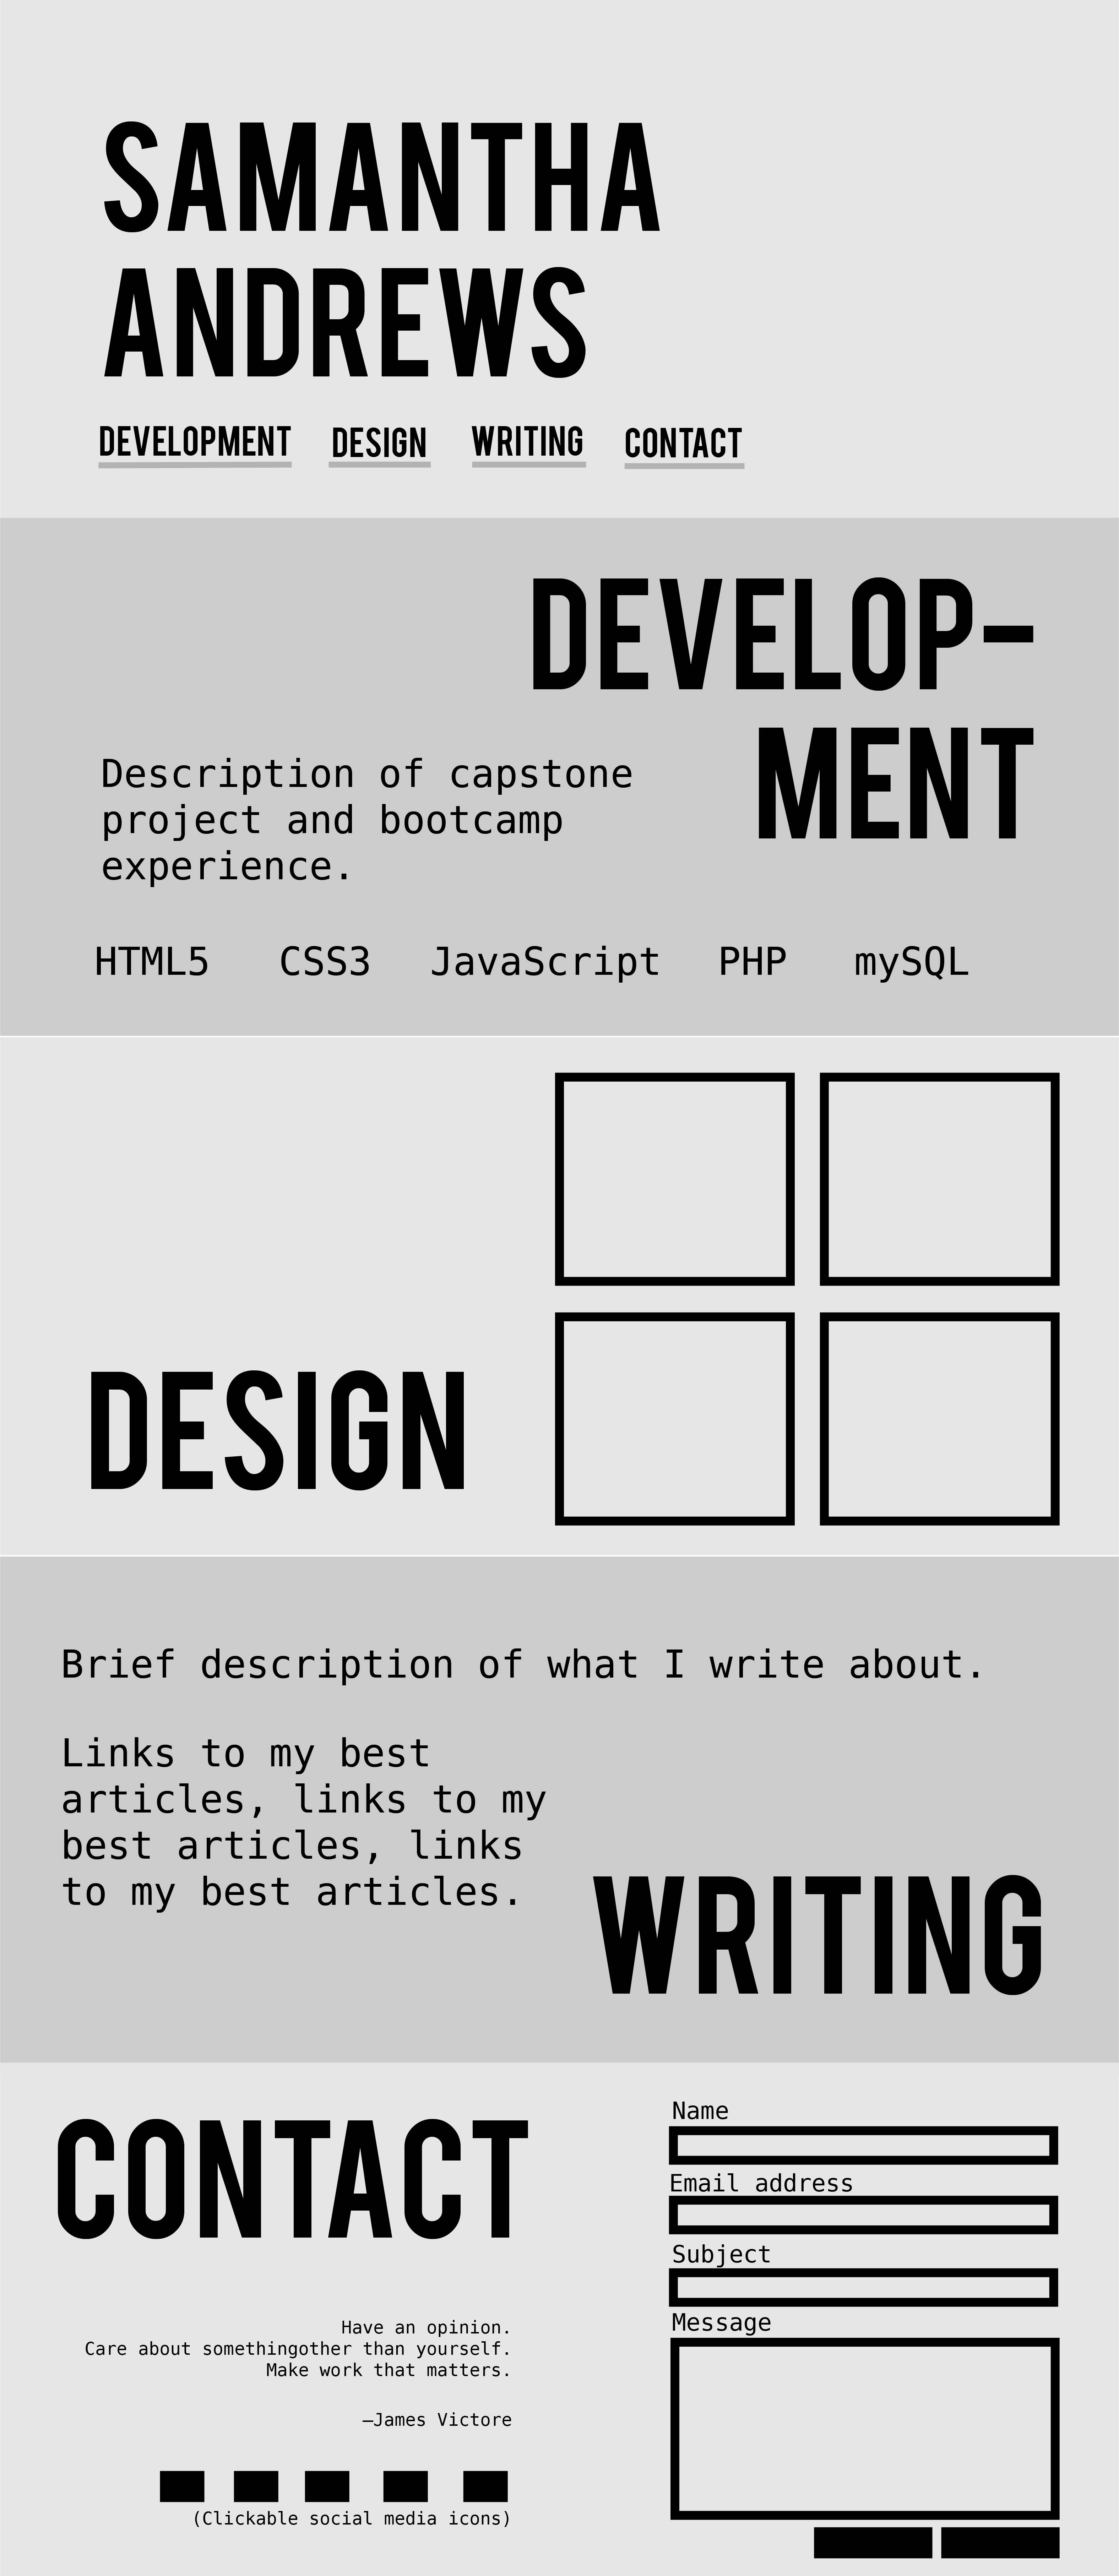 SAMANTHA
ANDREWS
DEVELOPMENT DESIGN WRITING CONTACT
DEVELOP-
MENT
Description of capstone
project and bootcamp
experience.
HTML5 CSS3 JavaScript PHP mySQL
DESIGN
Brief description of what I write about.
Links to my best
articles, links to my
best articles, links
to my best articles.
WRITING
CONTACT
Have an opinion.
Care about somethingother than yourself.
Make work that matters.
—James Victore
(Clickable social media icons)
Name
Email address
Subject
Message